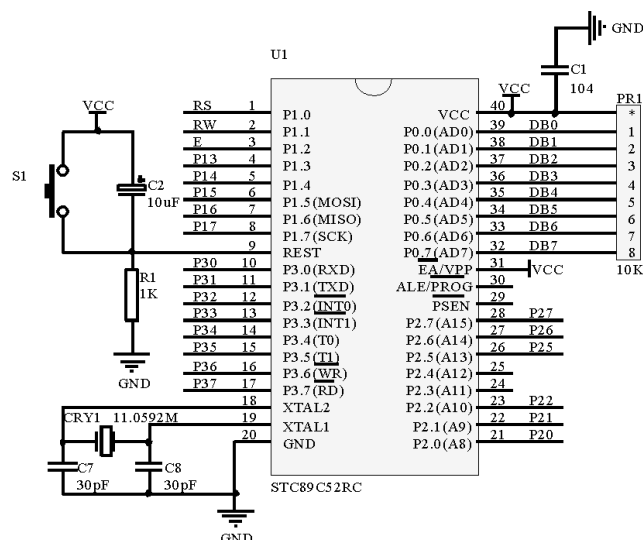 GND
U1
C1
104
VCC
VCC
PR1
RS 1 P1.0 VCC 40 *
RW 2 P1.1 P0.0(AD0) 39 DB0 1
E 3 P1.2 P0.1(AD1) 38 DB1 2
P13 4 P1.3 P0.2(AD2) 37 DB2 3
P14 5 P1.4 P0.3(AD3) 36 DB3 4
P15 6 P1.5(MOSI) P0.4(AD4) 35 DB4 5
P16 7 P1.6(MISO) P0.5(AD5) 34 DB5 6
P17 8 P1.7(SCK) P0.6(AD6) 33 DB6 7
9 REST P0.7(AD7) 32 DB7 8
S1
C2
10uF
P30 10 P3.0(RXD) EA/VPP 31 VCC 10K
P31 11 P3.1(TXD) ALE/PROG 30
R1
1K
P32 12 P3.2(INT0) PSEN 29
P33 13 P3.3(INT1) P2.7(A15) 28 P27
P34 14 P3.4(T0) P2.6(A14) 27 P26
P35 15 P3.5(T1) P2.5(A13) 26 P25
P36 16 P3.6(WR) P2.4(A12) 25
P37 17 P3.7(RD) P2.3(A11) 24
GND
18 XTAL2 P2.2(A10) 23 P22
CRY1 11.0592M
19 XTAL1 P2.1(A9) 22 P21
20 GND P2.0(A8) 21 P20
C7 C8
30pF 30pF
STC89C52RC
GND